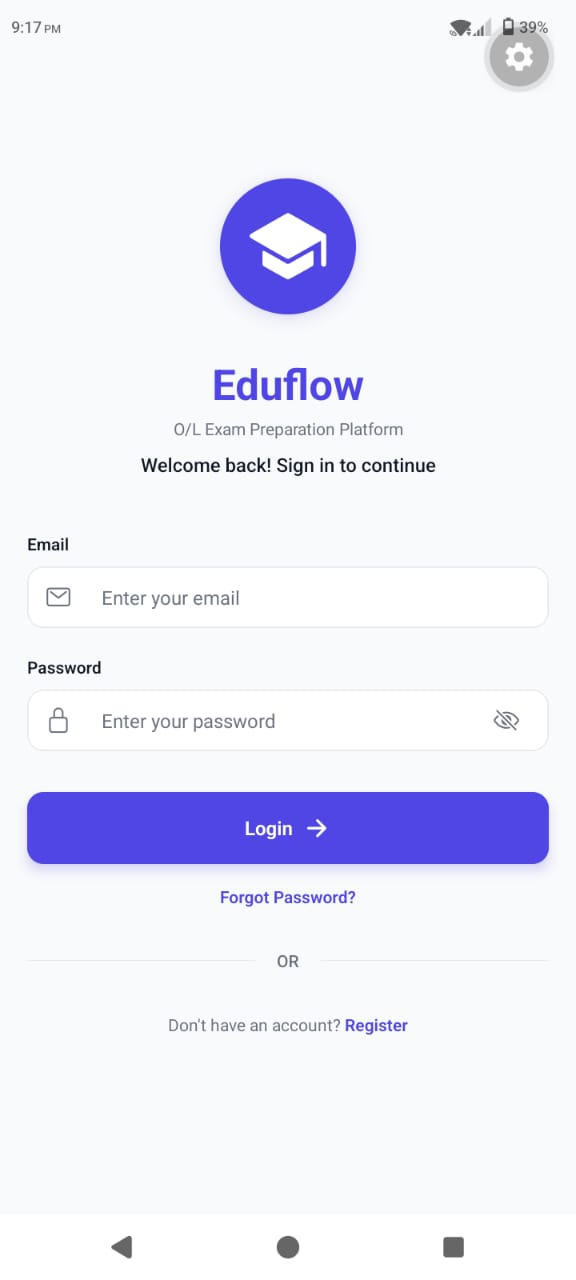 9:17 PM
39%
Eduflow
O/L Exam Preparation Platform
Welcome back! Sign in to continue
Email
Enter your email
Password
Enter your password
Login
Forgot Password?
OR
Don't have an account? Register